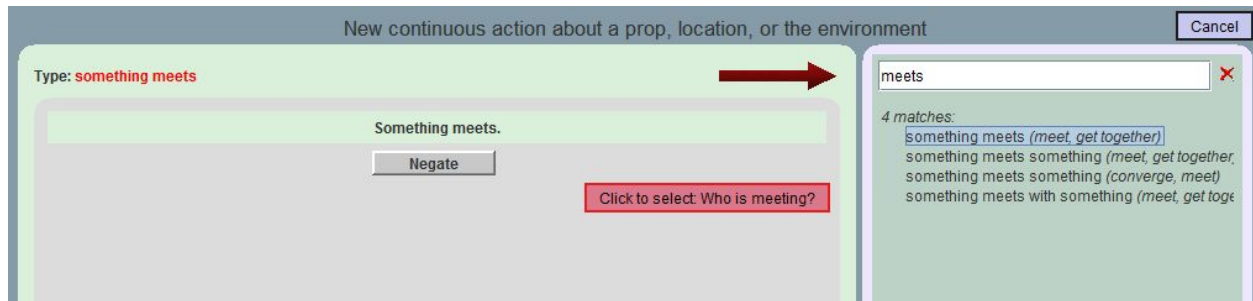 New continuous action about a prop, location, or the environment
Cancel
Type: something meets
Something meets.
Negate
Click to select: Who is meeting?
meets
4 matches:
something meets (meet, get together)
something meets something (meet, get together,
something meets something (converge, meet)
something meets with something (meet, get toge